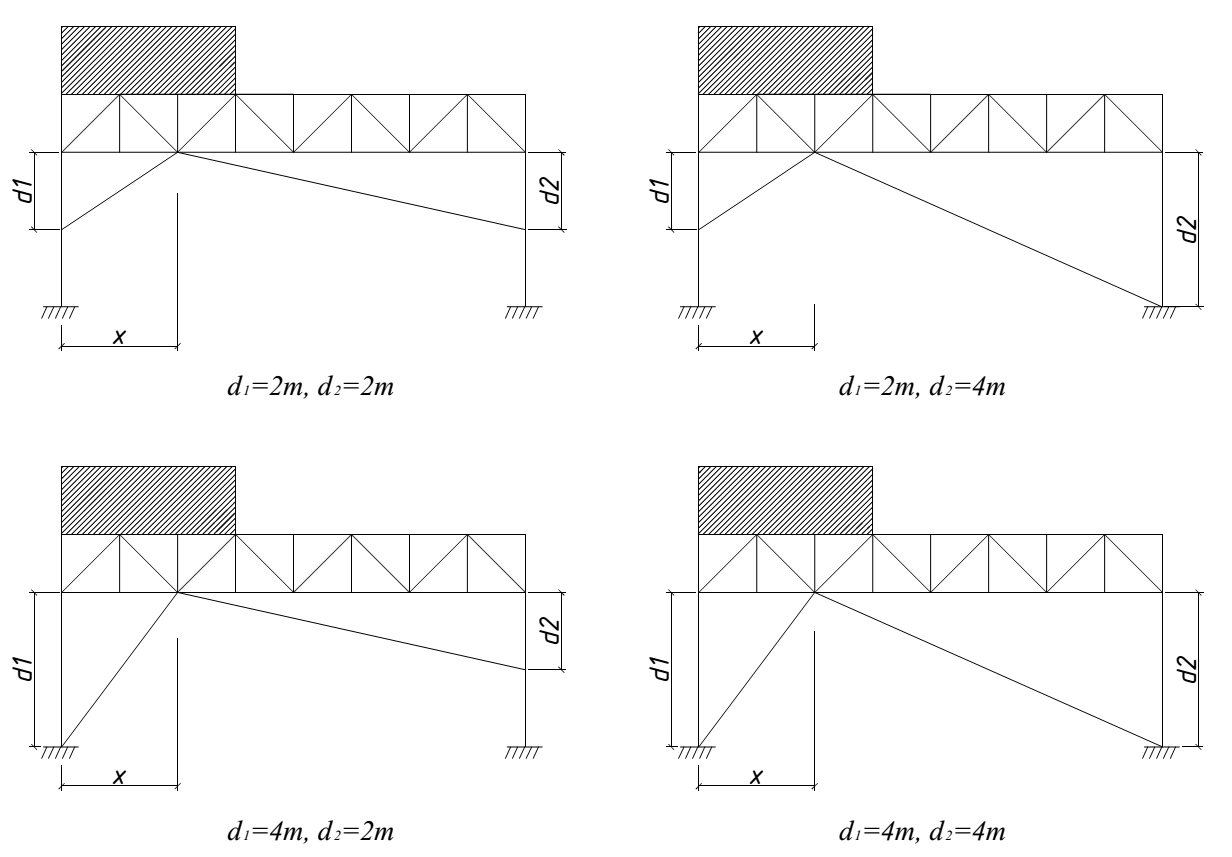 d1
d2
x
d₁=2m, d₂=2m
d1
d2
x
d₁=2m, d₂=4m
d1
d2
x
d₁=4m, d₂=2m
d1
d2
x
d₁=4m, d₂=4m